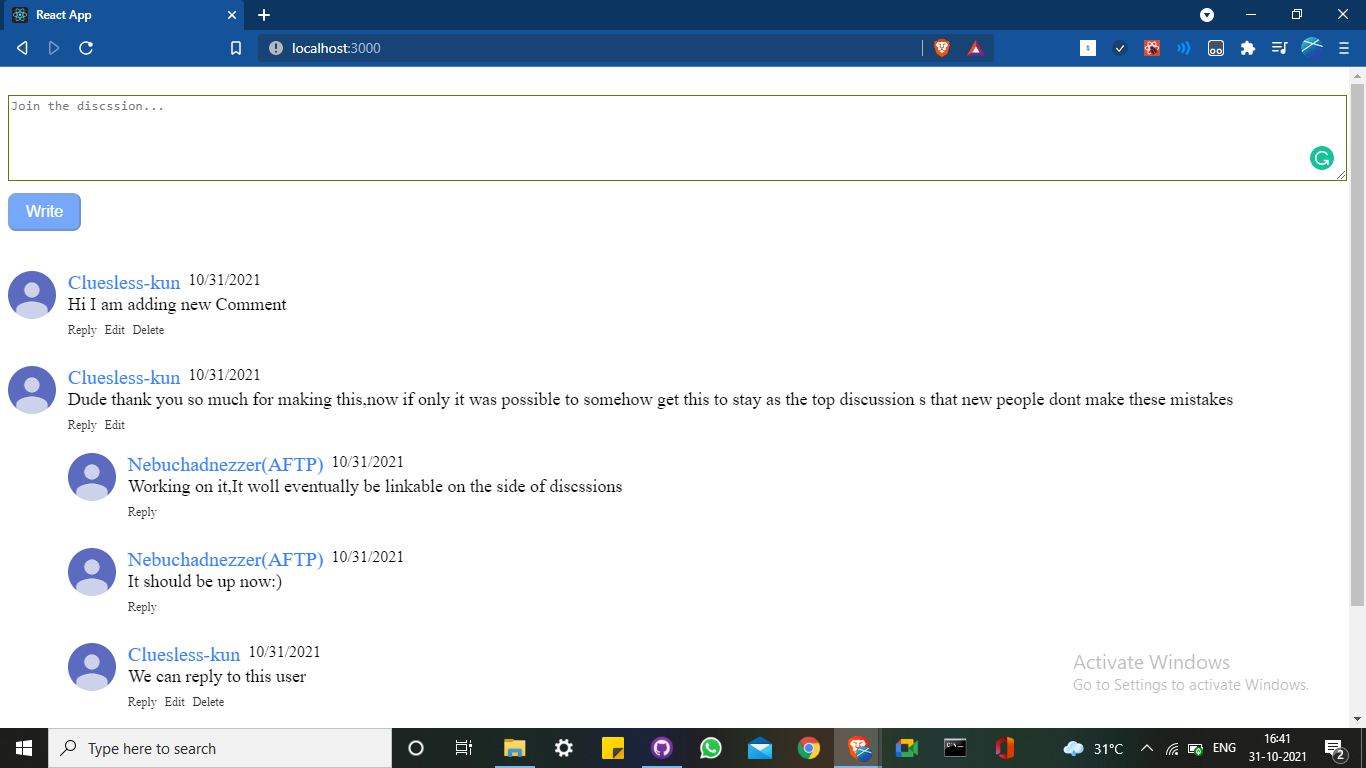 React App
localhost:3000
Join the discssion...
Write
Cluesless-kun 10/31/2021
Hi I am adding new Comment
Reply Edit Delete
Cluesless-kun 10/31/2021
Dude thank you so much for making this,now if only it was possible to somehow get this to stay as the top discussion s that new people dont make these mistakes
Reply Edit
Nebuchadnezzer(AFTP) 10/31/2021
Working on it,It woll eventually be linkable on the side of discssions
Reply
Nebuchadnezzer(AFTP) 10/31/2021
It should be up now:)
Reply
Cluesless-kun 10/31/2021
We can reply to this user
Reply Edit Delete
Activate Windows
Go to Settings to activate Windows.
Type here to search
31°C
ENG
16:41
31-10-2021
2